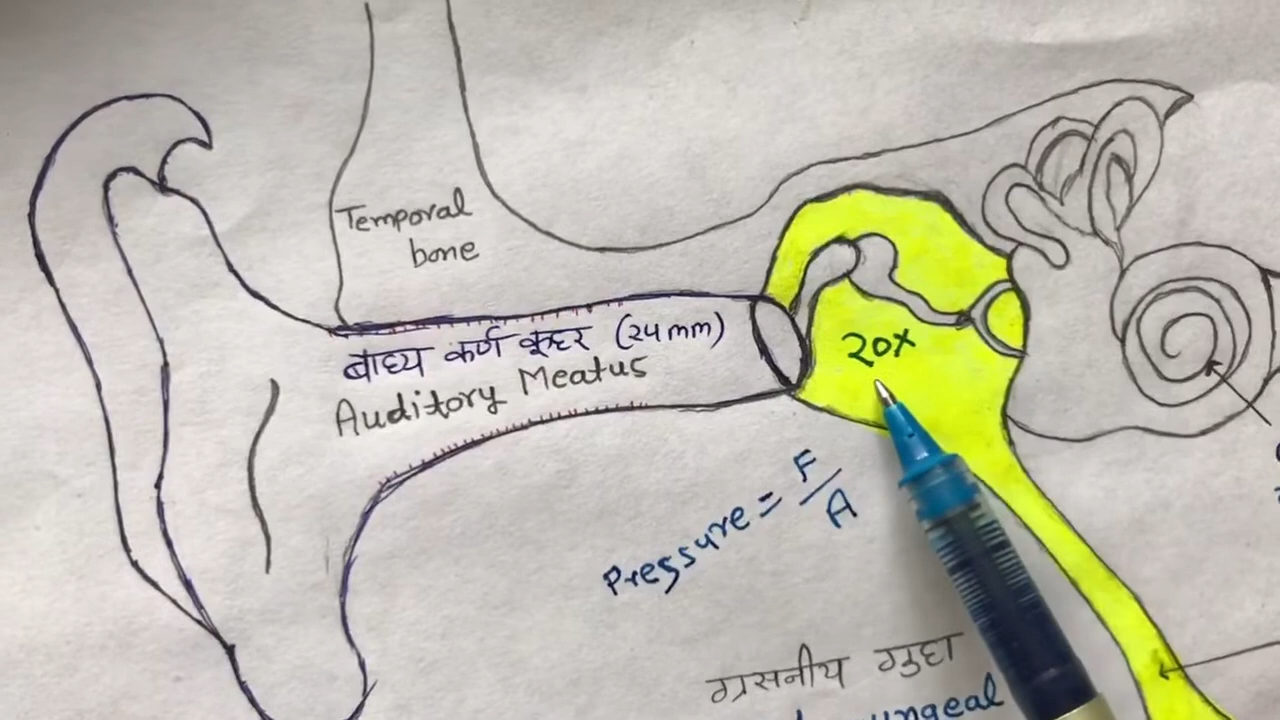 Temporal
bone
बाह्य कर्ण कुहर (24mm)
Auditory Meatus
20x
Pressure = F/A
ग्रसनीय गुहा